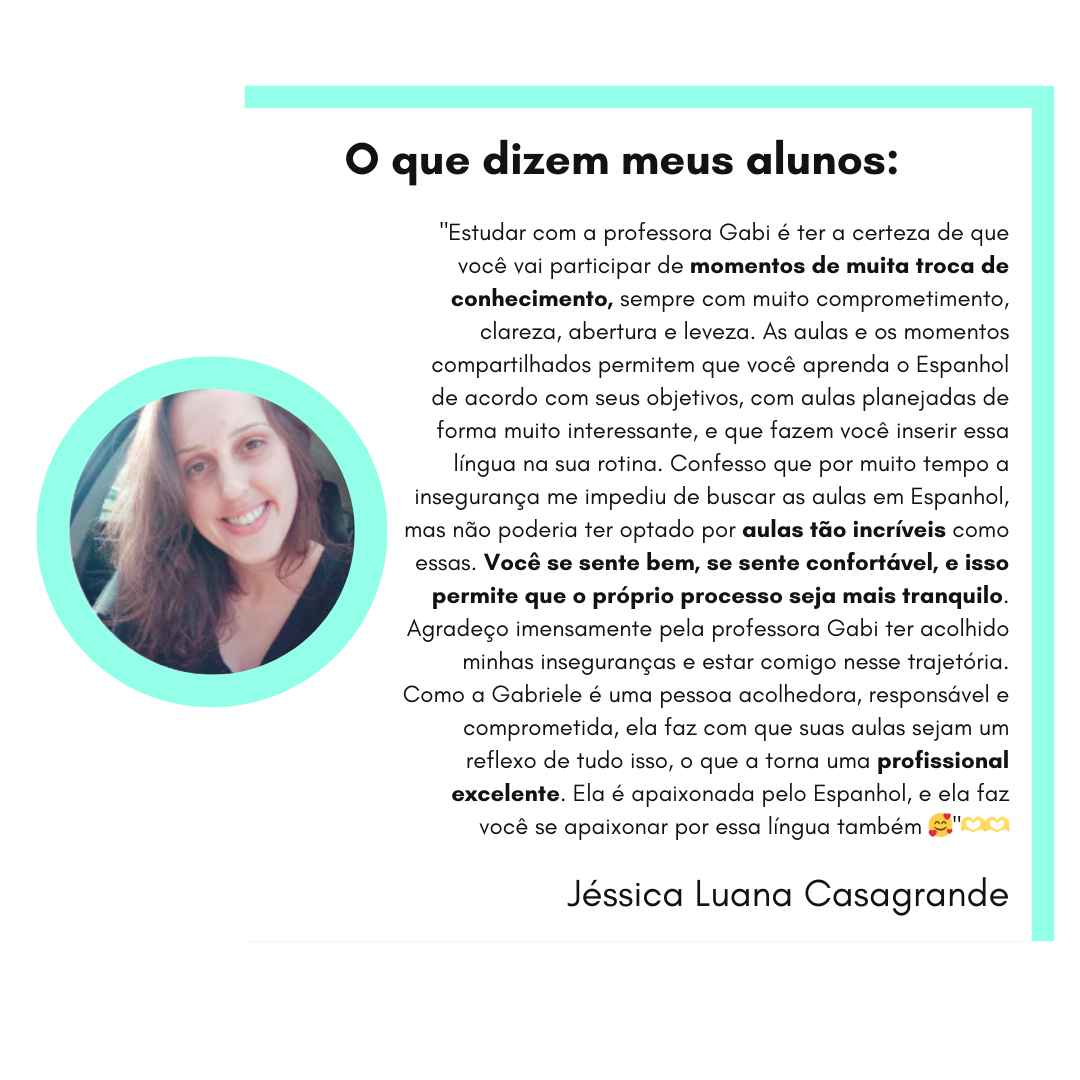 O que dizem meus alunos:
"Estudar com a professora Gabi é ter a certeza de que
você vai participar de momentos de muita troca de
conhecimento, sempre com muito comprometimento,
clareza, abertura e leveza. As aulas e os momentos
compartilhados permitem que você aprenda o Espanhol
de acordo com seus objetivos, com aulas planejadas de
forma muito interessante, e que fazem você inserir essa
língua na sua rotina. Confesso que por muito tempo a
insegurança me impediu de buscar as aulas em Espanhol,
mas não poderia ter optado por aulas tão incríveis como
essas. Você se sente bem, se sente confortável, e isso
permite que o próprio processo seja mais tranquilo.
Agradeço imensamente pela professora Gabi ter acolhido
minhas inseguranças e estar comigo nesse trajetória.
Como a Gabriele é uma pessoa acolhedora, responsável e
comprometida, ela faz com que suas aulas sejam um
reflexo de tudo isso, o que a torna uma profissional
excelente. Ela é apaixonada pelo Espanhol, e ela faz
você se apaixonar por essa língua também 🥰"🫶🫶
Jéssica Luana Casagrande